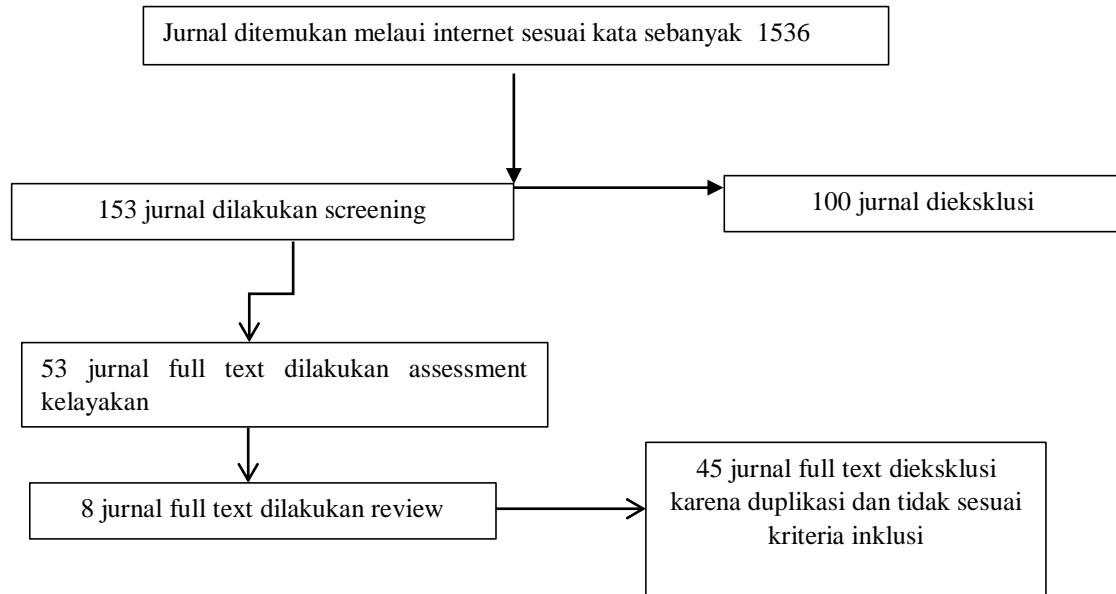 Jurnal ditemukan melaui internet sesuai kata sebanyak 1536
153 jurnal dilakukan screening
100 jurnal dieksklusi
53 jurnal full text dilakukan assessment
kelayakan
8 jurnal full text dilakukan review
45 jurnal full text dieksklusi
karena duplikasi dan tidak sesuai
kriteria inklusi